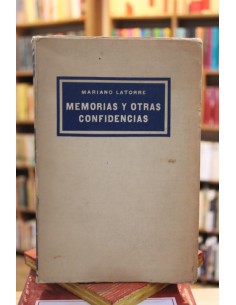 MARIANO LATORRE
MEMORIAS Y OTRAS
CONFIDENCIAS